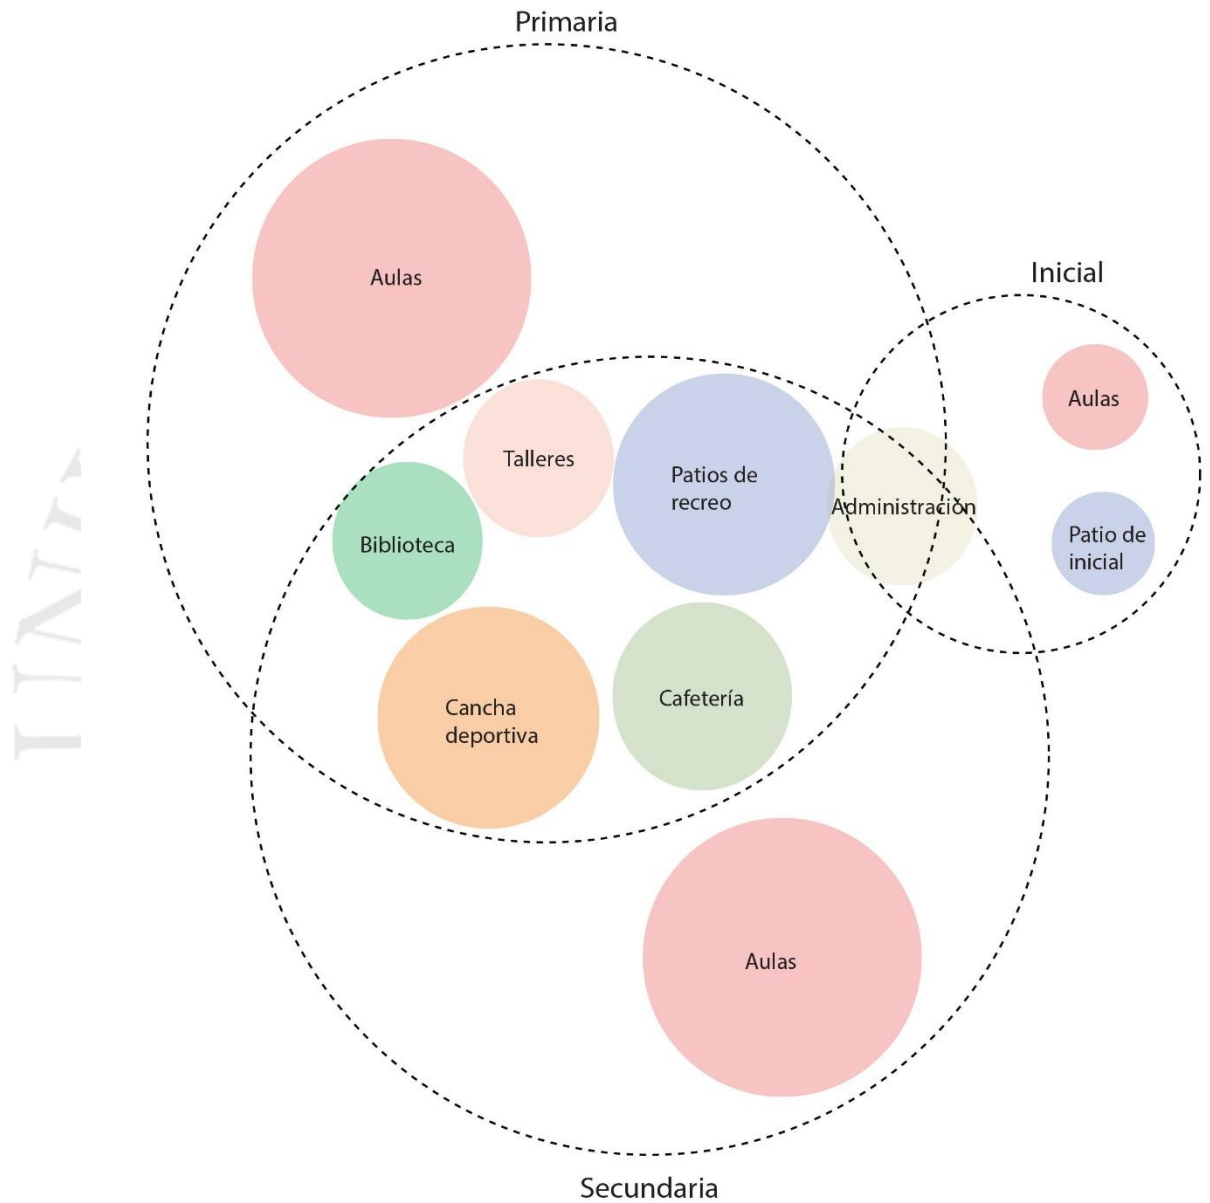 Primaria
Inicial
Aulas
Aulas
Talleres
Patios de
recreo
Administración
Biblioteca
Patio de
inicial
Cancha
deportiva
Cafetería
Aulas
Secundaria